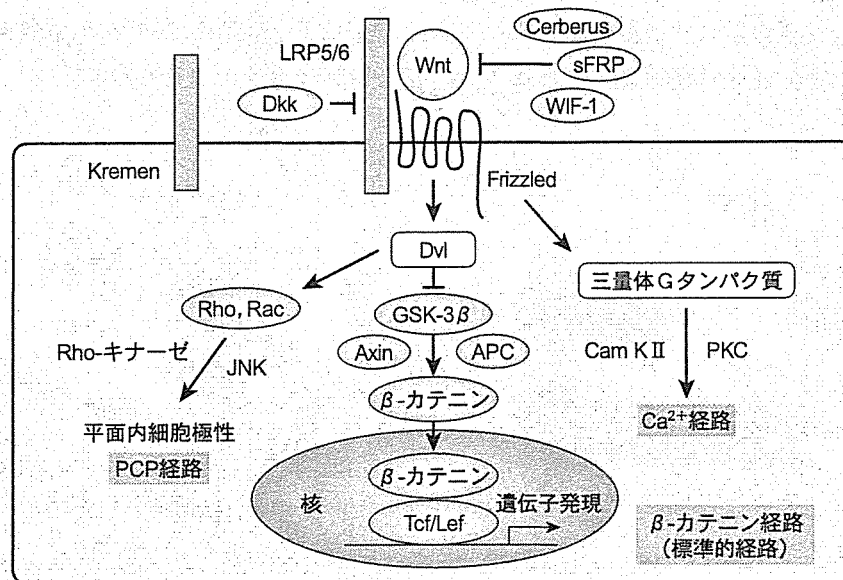 Cerberus
LRP5/6
Wnt
sFRP
Dkk
WIF-1
Kremen
Frizzled
Dvl
三量体Gタンパク質
Rho, Rac
GSK-3β
Axin
APC
Rho-キナーゼ
JNK
Cam KⅡ
PKC
β-カテニン
平面内細胞極性
PCP経路
Ca²⁺経路
β-カテニン
核
遺伝子発現
Tcf/Lef
β-カテニン経路
(標準的経路)